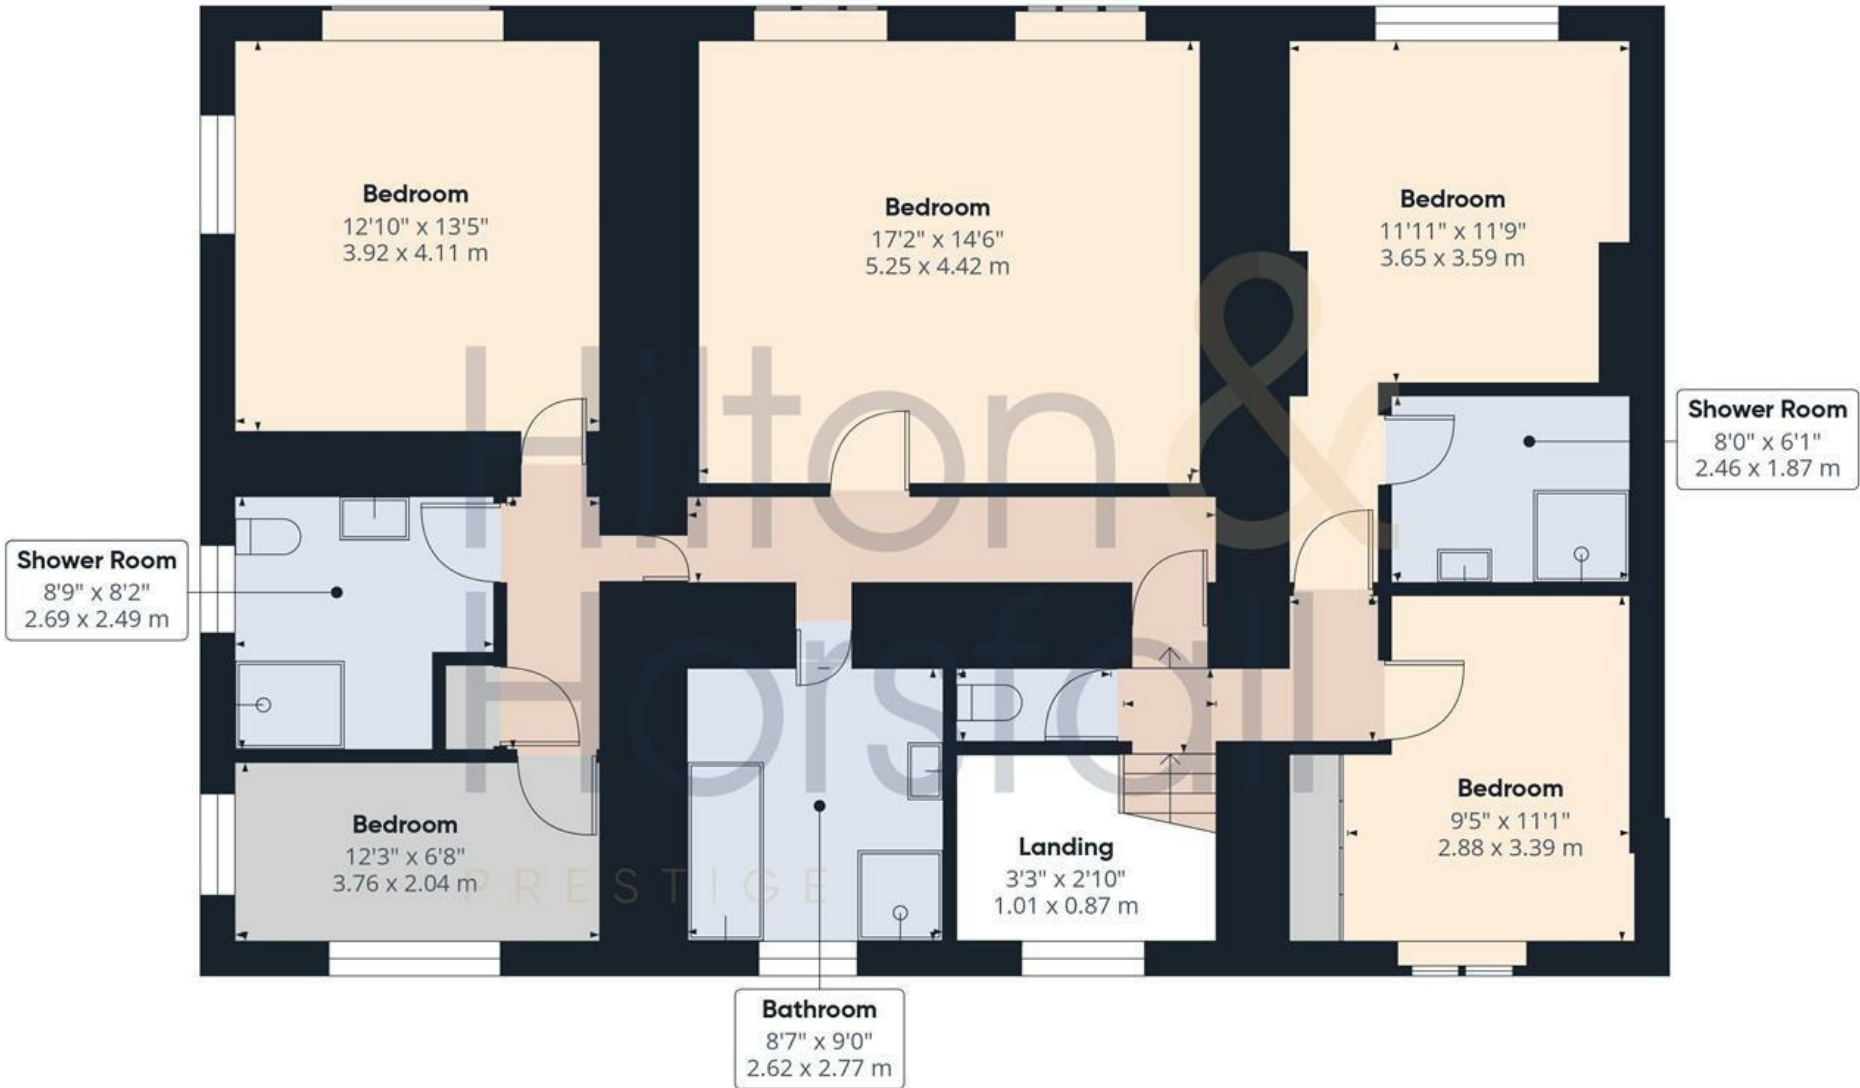 Bedroom
12'10" x 13'5"
3.92 x 4.11 m
Bedroom
17'2" x 14'6"
5.25 x 4.42 m
Bedroom
11'11" x 11'9"
3.65 x 3.59 m
Shower Room
8'0" x 6'1"
2.46 x 1.87 m
Shower Room
8'9" x 8'2"
2.69 x 2.49 m
Hilton &
Horsfall
PRESTIGE
Bedroom
12'3" x 6'8"
3.76 x 2.04 m
Landing
3'3" x 2'10"
1.01 x 0.87 m
Bedroom
9'5" x 11'1"
2.88 x 3.39 m
Bathroom
8'7" x 9'0"
2.62 x 2.77 m